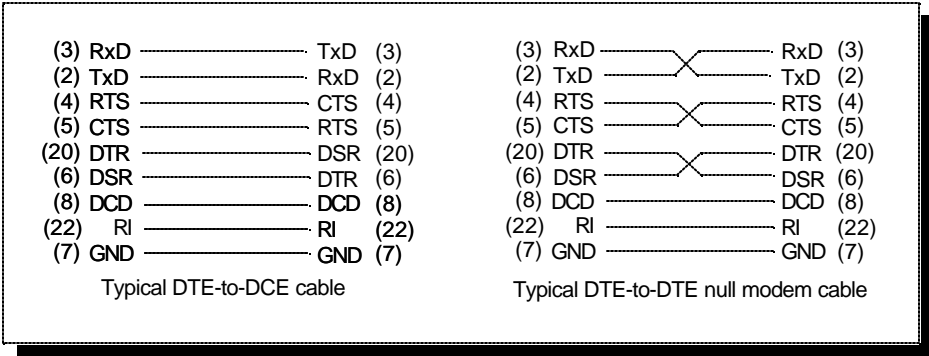 (3) RxD TxD (3)
(2) TxD RxD (2)
(4) RTS CTS (4)
(5) CTS RTS (5)
(20) DTR DSR (20)
(6) DSR DTR (6)
(8) DCD DCD (8)
(22) RI RI (22)
(7) GND GND (7)
Typical DTE-to-DCE cable
(3) RxD RxD (3)
(2) TxD TxD (2)
(4) RTS RTS (4)
(5) CTS CTS (5)
(20) DTR DTR (20)
(6) DSR DSR (6)
(8) DCD DCD (8)
(22) RI RI (22)
(7) GND GND (7)
Typical DTE-to-DTE null modem cable